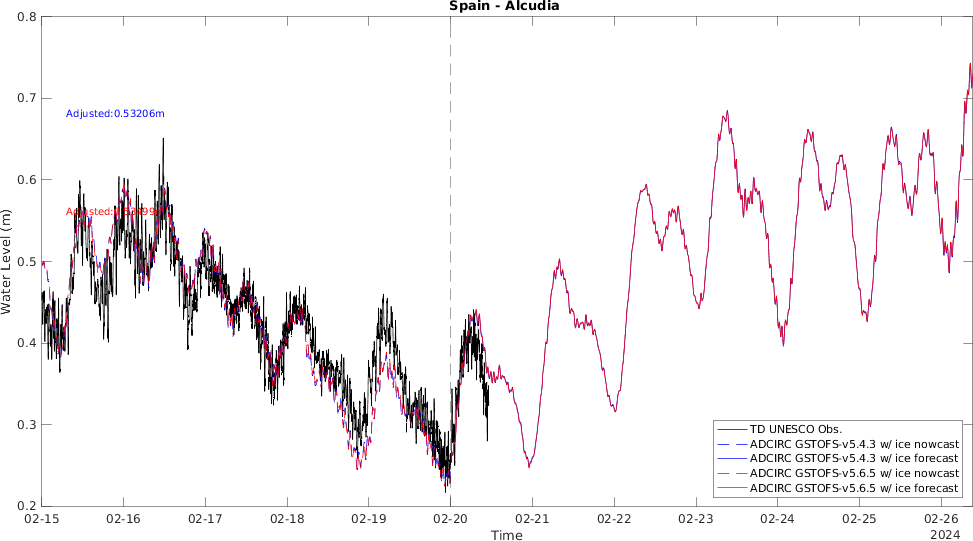 Spain - Alcudia
0.8
0.7
0.6
0.5
0.4
0.3
0.2
Water Level (m)
Adjusted:0.53206m
TD UNESCO Obs.
ADCIRC GSTOFS-v5.4.3 w/ ice nowcast
ADCIRC GSTOFS-v5.4.3 w/ ice forecast
ADCIRC GSTOFS-v5.6.5 w/ ice nowcast
ADCIRC GSTOFS-v5.6.5 w/ ice forecast
02-15 02-16 02-17 02-18 02-19 02-20 02-21 02-22 02-23 02-24 02-25 02-26
Time
2024